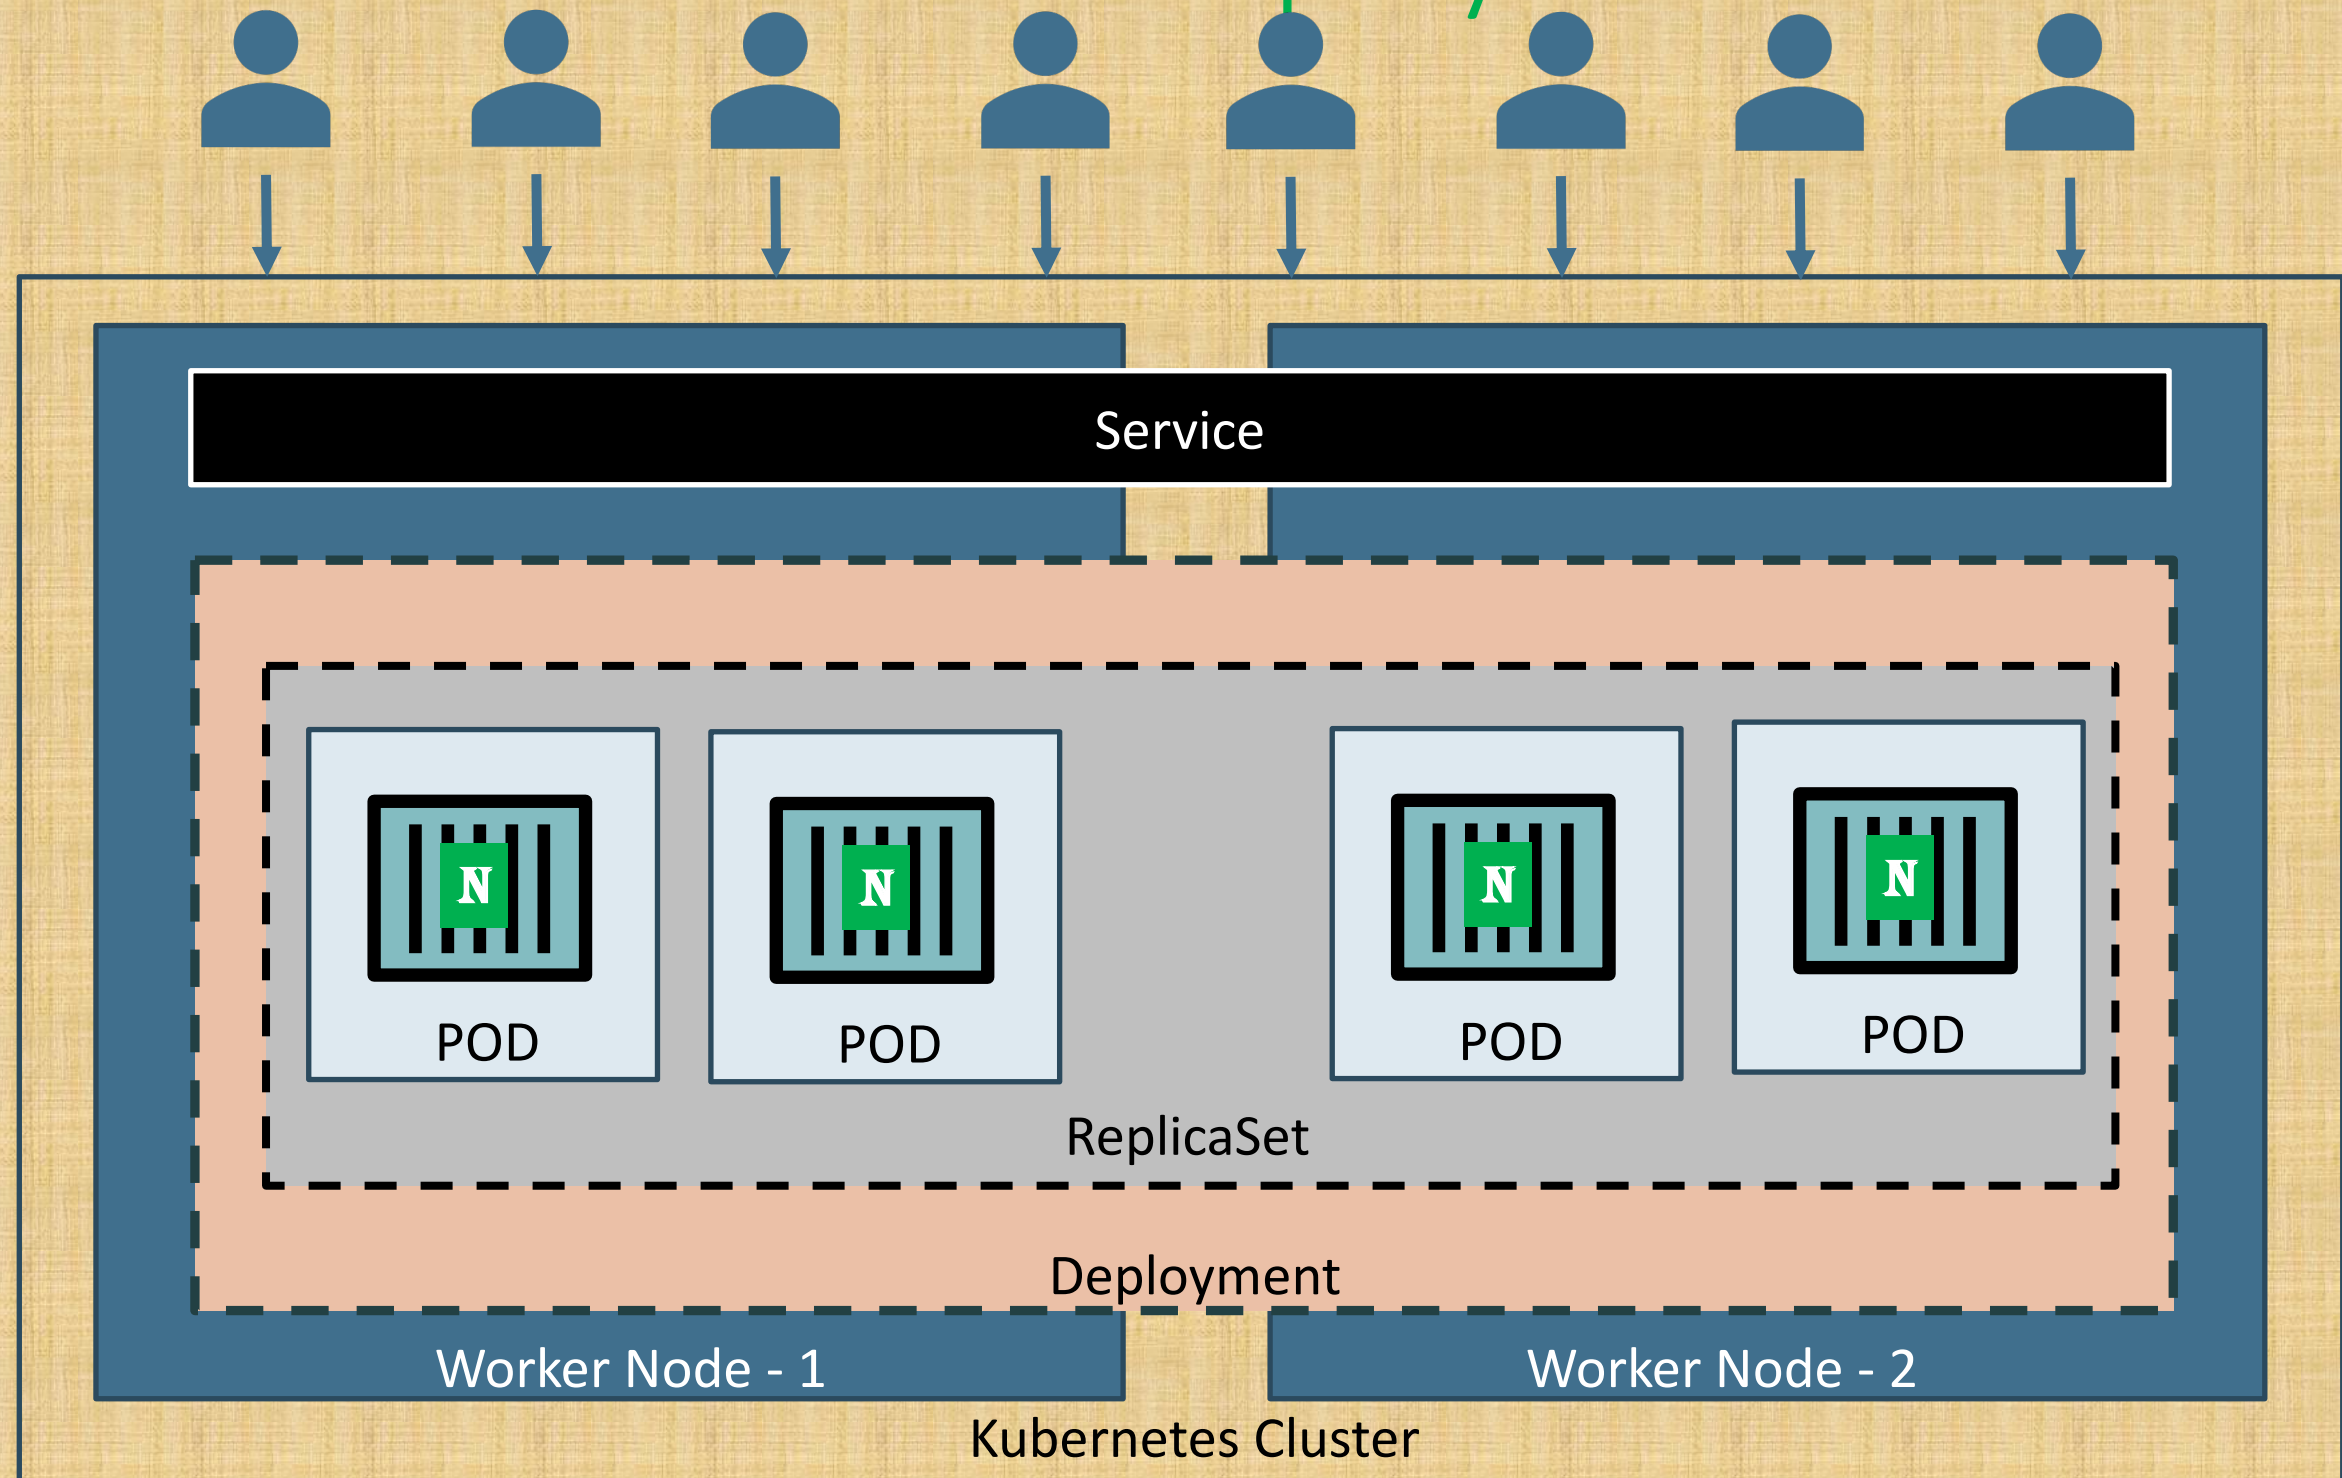 Service
N
N
N
N
POD
POD
POD
POD
ReplicaSet
Deployment
Worker Node - 1
Worker Node - 2
Kubernetes Cluster